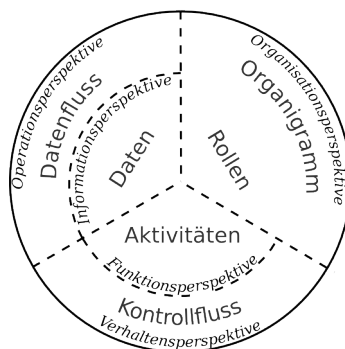 Operationsperspektive
Datenfluss
Informationsperspektive
Daten
Organisationsperspektive
Organigramm
Rollen
Aktivitäten
Funktionsperspektive
Kontrollfluss
Verhaltensperspektive